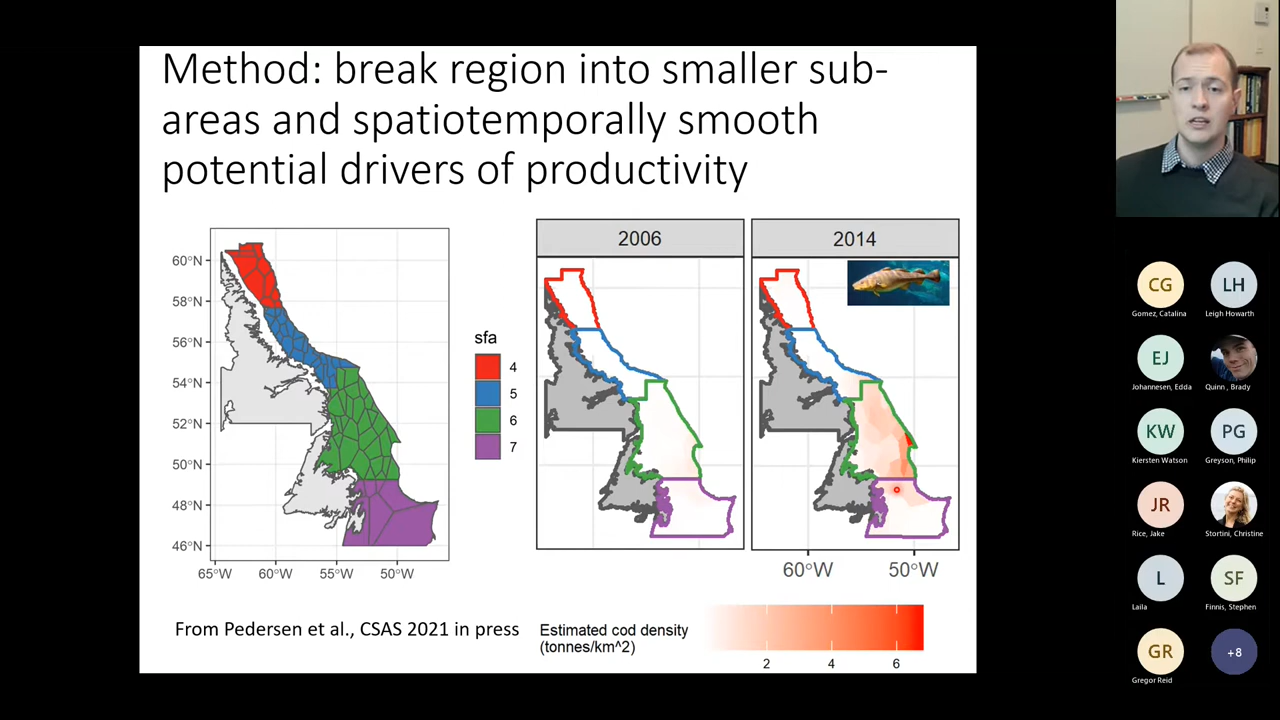 Method: break region into smaller sub-
areas and spatiotemporally smooth
potential drivers of productivity
60°N
58°N
56°N
54°N
52°N
50°N
48°N
46°N
65°W 60°W 55°W 50°W
sfa
4
5
6
7
2006
2014
60°W 50°W
From Pedersen et al., CSAS 2021 in press
Estimated cod density
(tonnes/km^2)
2 4 6
CG
Gomez, Catalina
LH
Leigh Howarth
EJ
Johannesen, Edda
Quinn , Brady
KW
Kiersten Watson
PG
Greyson, Philip
JR
Rice, Jake
Stortini, Christine
L
Laila
SF
Finnis, Stephen
GR
Gregor Reid
+8